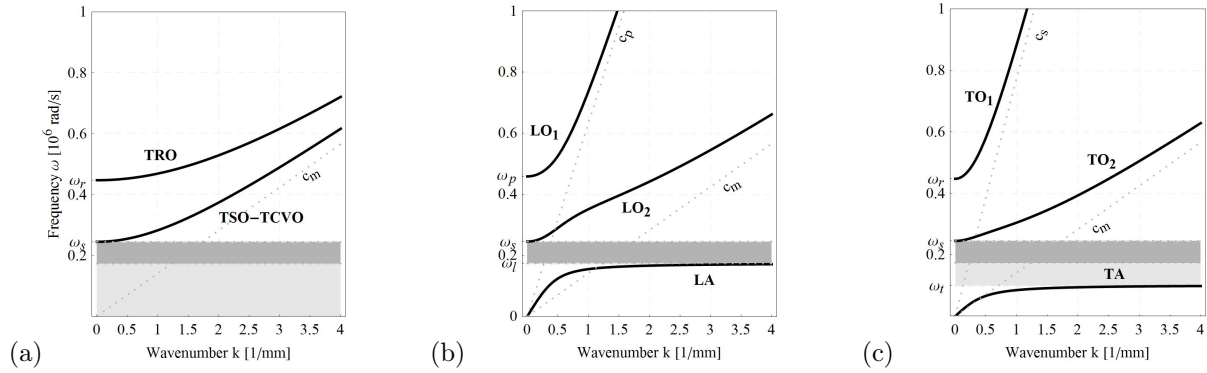 1
0.8
0.6
ωr
0.4
ωs
0.2
0
Frequency ω [10⁶ rad/s]
TRO
TSO−TCVO
cm
0 0.5 1 1.5 2 2.5 3 3.5 4
Wavenumber k [1/mm]
(a)
1
0.8
0.6
ωp
0.4
ωs
0.2
ωl
0
LO1
LO2
LA
cp
cm
0 0.5 1 1.5 2 2.5 3 3.5 4
Wavenumber k [1/mm]
(b)
1
0.8
0.6
ωr
0.4
ωs
0.2
ωt
0
TO1
TO2
TA
cs
cm
0 0.5 1 1.5 2 2.5 3 3.5 4
Wavenumber k [1/mm]
(c)